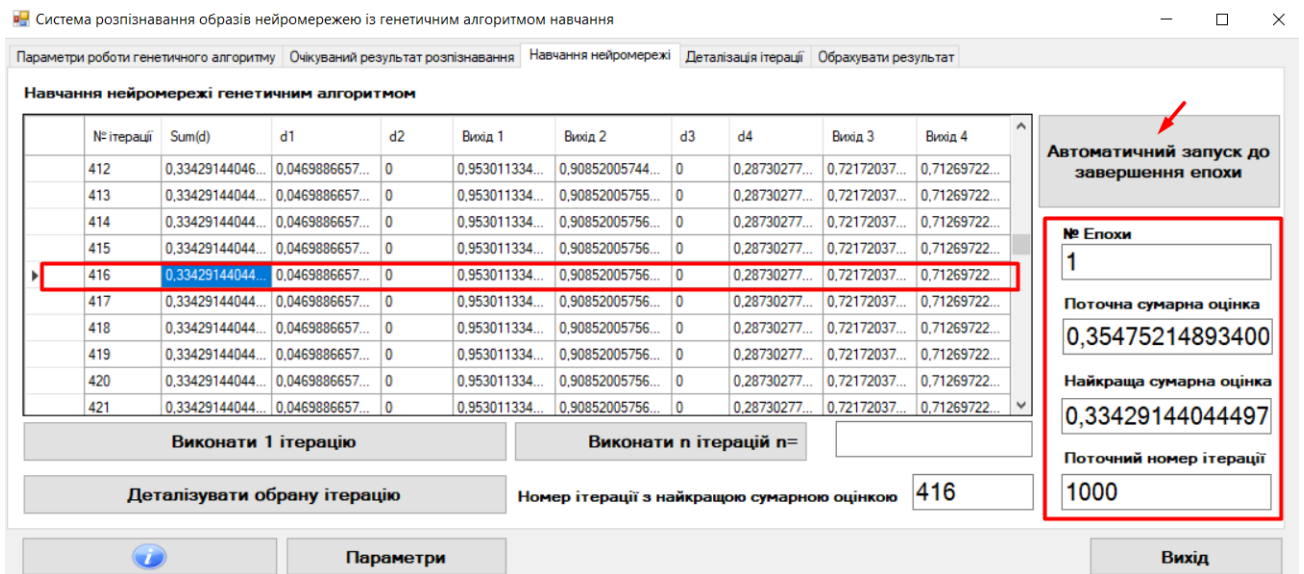 Система розпізнавання образів нейромережею із генетичним алгоритмом навчання
Параметри роботи генетичного алгоритму Очікуваний результат розпізнавання Навчання нейромережі Деталізація ітерації Обрахувати результат
Навчання нейромережі генетичним алгоритмом
№ ітерації Sum(d) d1 d2 Вихід 1 Вихід 2 d3 d4 Вихід 3 Вихід 4
412 0,33429144046... 0,0469886657... 0 0,953011334... 0,90852005744... 0 0,28730277... 0,72172037... 0,71269722...
413 0,33429144044... 0,0469886657... 0 0,953011334... 0,90852005755... 0 0,28730277... 0,72172037... 0,71269722...
414 0,33429144044... 0,0469886657... 0 0,953011334... 0,90852005756... 0 0,28730277... 0,72172037... 0,71269722...
415 0,33429144044... 0,0469886657... 0 0,953011334... 0,90852005756... 0 0,28730277... 0,72172037... 0,71269722...
416 0,33429144044... 0,0469886657... 0 0,953011334... 0,90852005756... 0 0,28730277... 0,72172037... 0,71269722...
417 0,33429144044... 0,0469886657... 0 0,953011334... 0,90852005756... 0 0,28730277... 0,72172037... 0,71269722...
418 0,33429144044... 0,0469886657... 0 0,953011334... 0,90852005756... 0 0,28730277... 0,72172037... 0,71269722...
419 0,33429144044... 0,0469886657... 0 0,953011334... 0,90852005756... 0 0,28730277... 0,72172037... 0,71269722...
420 0,33429144044... 0,0469886657... 0 0,953011334... 0,90852005756... 0 0,28730277... 0,72172037... 0,71269722...
421 0,33429144044... 0,0469886657... 0 0,953011334... 0,90852005756... 0 0,28730277... 0,72172037... 0,71269722...
Автоматичний запуск до
завершення епохи
№ Епохи
1
Поточна сумарна оцінка
0,35475214893400
Найкраща сумарна оцінка
0,33429144044497
Поточний номер ітерації
1000
Виконати 1 ітерацію
Виконати n ітерацій n=
Деталізувати обрану ітерацію
Номер ітерації з найкращою сумарною оцінкою 416
Параметри
Вихід